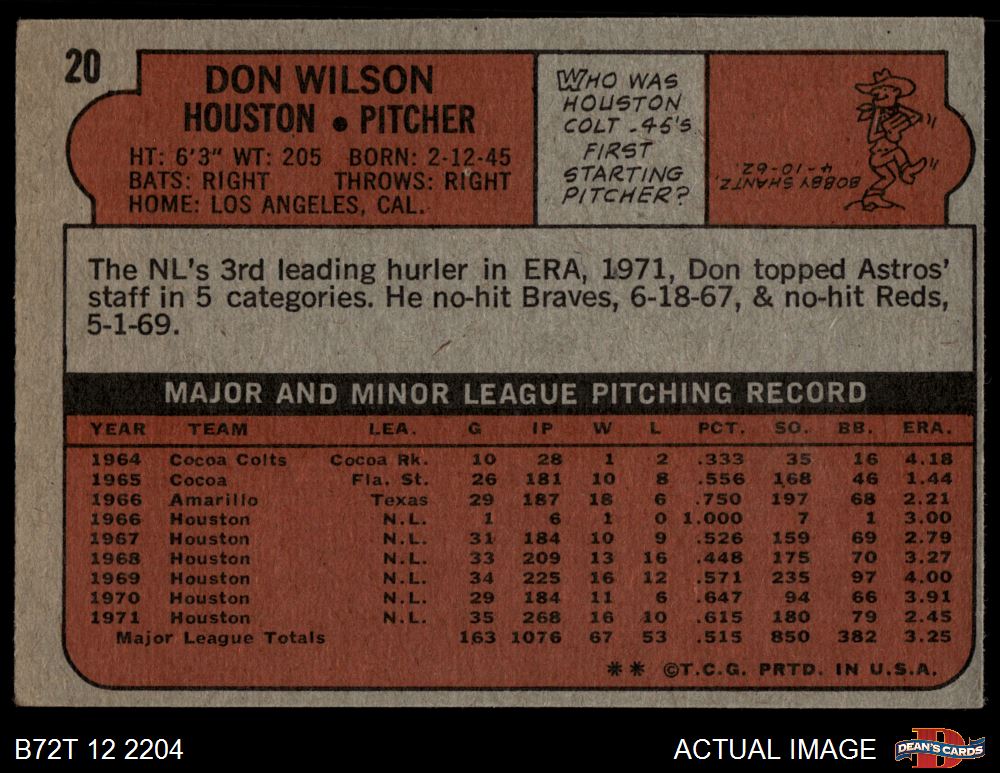 20
DON WILSON
HOUSTON • PITCHER
HT: 6'3" WT: 205 BORN: 2-12-45
BATS: RIGHT THROWS: RIGHT
HOME: LOS ANGELES, CAL.
WHO WAS
HOUSTON
COLT .45'S
FIRST
STARTING
PITCHER?
BOBBY SHANTZ,
4-10-62.
The NL's 3rd leading hurler in ERA, 1971, Don topped Astros'
staff in 5 categories. He no-hit Braves, 6-18-67, & no-hit Reds,
5-1-69.
MAJOR AND MINOR LEAGUE PITCHING RECORD
YEAR TEAM LEA. G IP W L PCT. SO. BB. ERA.
1964 Cocoa Colts Cocoa Rk. 10 28 1 2 .333 35 16 4.18
1965 Cocoa Fla. St. 26 181 10 8 .556 168 46 1.44
1966 Amarillo Texas 29 187 18 6 .750 197 68 2.21
1966 Houston N.L. 1 6 1 0 1.000 7 1 3.00
1967 Houston N.L. 31 184 10 9 .526 159 69 2.79
1968 Houston N.L. 33 209 13 16 .448 175 70 3.27
1969 Houston N.L. 34 225 16 12 .571 235 97 4.00
1970 Houston N.L. 29 184 11 6 .647 94 66 3.91
1971 Houston N.L. 35 268 16 10 .615 180 79 2.45
Major League Totals 163 1076 67 53 .515 850 382 3.25
** ©T.C.G. PRTD. IN U.S.A.
B72T 12 2204
ACTUAL IMAGE
D
DEAN'S CARDS